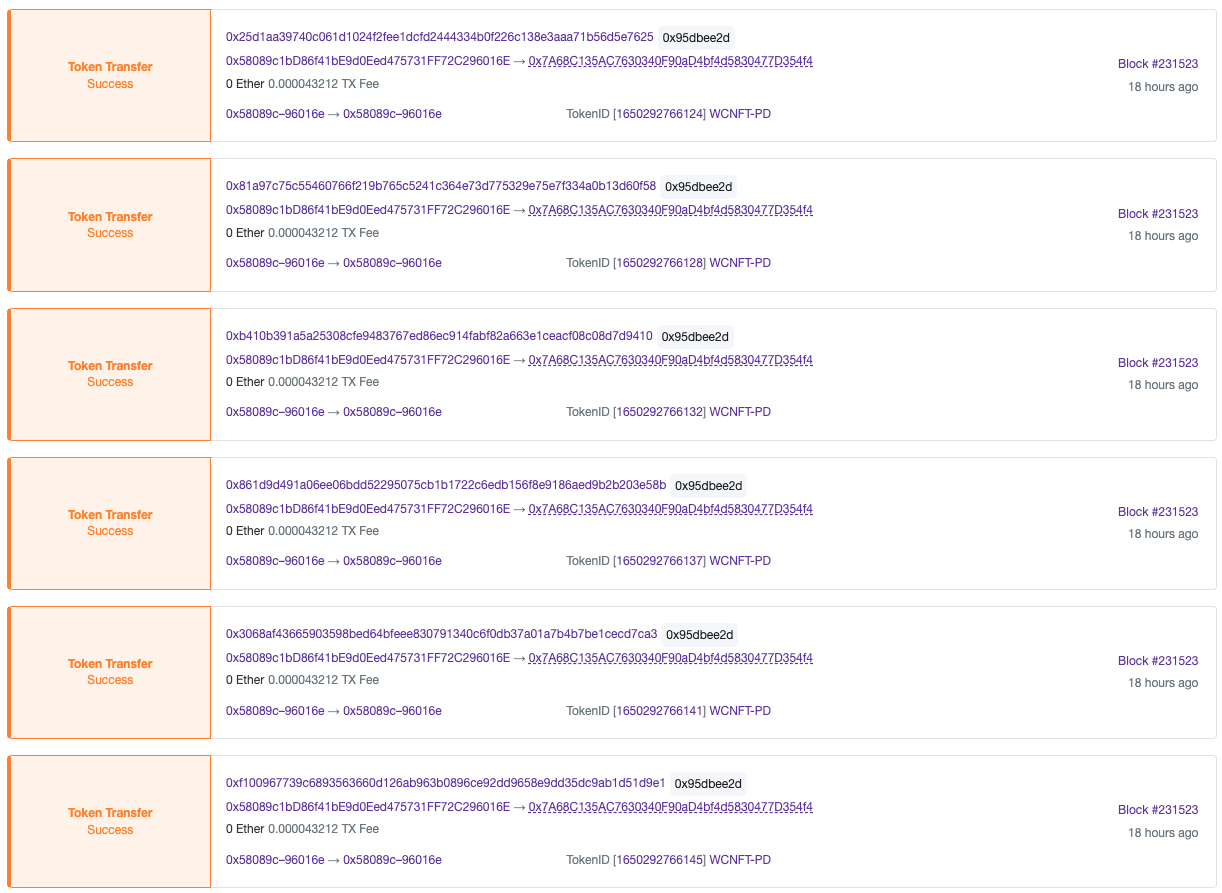 Token Transfer
Success
0x25d1aa39740c061d1024f2fee1dcfd2444334b0f226c138e3aaa71b56d5e7625 0x95dbee2d
0x58089c1bD86f41bE9d0Eed475731FF72C296016E → 0x7A68C135AC7630340F90aD4bf4d5830477D354f4
0 Ether 0.000043212 TX Fee
0x58089c–96016e → 0x58089c–96016e TokenID [1650292766124] WCNFT-PD
Block #231523
18 hours ago
Token Transfer
Success
0x81a97c75c55460766f219b765c5241c364e73d775329e75e7f334a0b13d60f58 0x95dbee2d
0x58089c1bD86f41bE9d0Eed475731FF72C296016E → 0x7A68C135AC7630340F90aD4bf4d5830477D354f4
0 Ether 0.000043212 TX Fee
0x58089c–96016e → 0x58089c–96016e TokenID [1650292766128] WCNFT-PD
Block #231523
18 hours ago
Token Transfer
Success
0xb410b391a5a25308cfe9483767ed86ec914fabf82a663e1ceacf08c08d7d9410 0x95dbee2d
0x58089c1bD86f41bE9d0Eed475731FF72C296016E → 0x7A68C135AC7630340F90aD4bf4d5830477D354f4
0 Ether 0.000043212 TX Fee
0x58089c–96016e → 0x58089c–96016e TokenID [1650292766132] WCNFT-PD
Block #231523
18 hours ago
Token Transfer
Success
0x861d9d491a06ee06bdd52295075cb1b1722c6edb156f8e9186aed9b2b203e58b 0x95dbee2d
0x58089c1bD86f41bE9d0Eed475731FF72C296016E → 0x7A68C135AC7630340F90aD4bf4d5830477D354f4
0 Ether 0.000043212 TX Fee
0x58089c–96016e → 0x58089c–96016e TokenID [1650292766137] WCNFT-PD
Block #231523
18 hours ago
Token Transfer
Success
0x3068af43665903598bed64bfeee830791340c6f0db37a01a7b4b7be1cecd7ca3 0x95dbee2d
0x58089c1bD86f41bE9d0Eed475731FF72C296016E → 0x7A68C135AC7630340F90aD4bf4d5830477D354f4
0 Ether 0.000043212 TX Fee
0x58089c–96016e → 0x58089c–96016e TokenID [1650292766141] WCNFT-PD
Block #231523
18 hours ago
Token Transfer
Success
0xf100967739c6893563660d126ab963b0896ce92dd9658e9dd35dc9ab1d51d9e1 0x95dbee2d
0x58089c1bD86f41bE9d0Eed475731FF72C296016E → 0x7A68C135AC7630340F90aD4bf4d5830477D354f4
0 Ether 0.000043212 TX Fee
0x58089c–96016e → 0x58089c–96016e TokenID [1650292766145] WCNFT-PD
Block #231523
18 hours ago